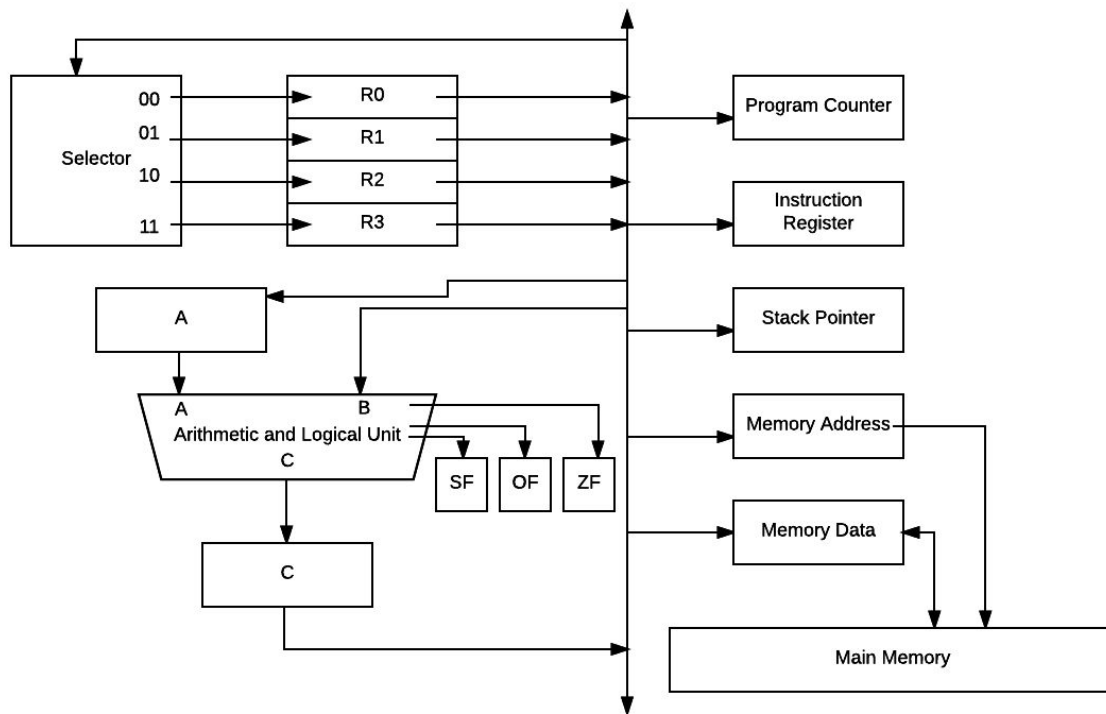 00
01
Selector
10
11
R0
R1
R2
R3
Program Counter
Instruction
Register
Stack Pointer
Memory Address
Memory Data
Main Memory
A
A
B
Arithmetic and Logical Unit
C
SF
OF
ZF
C